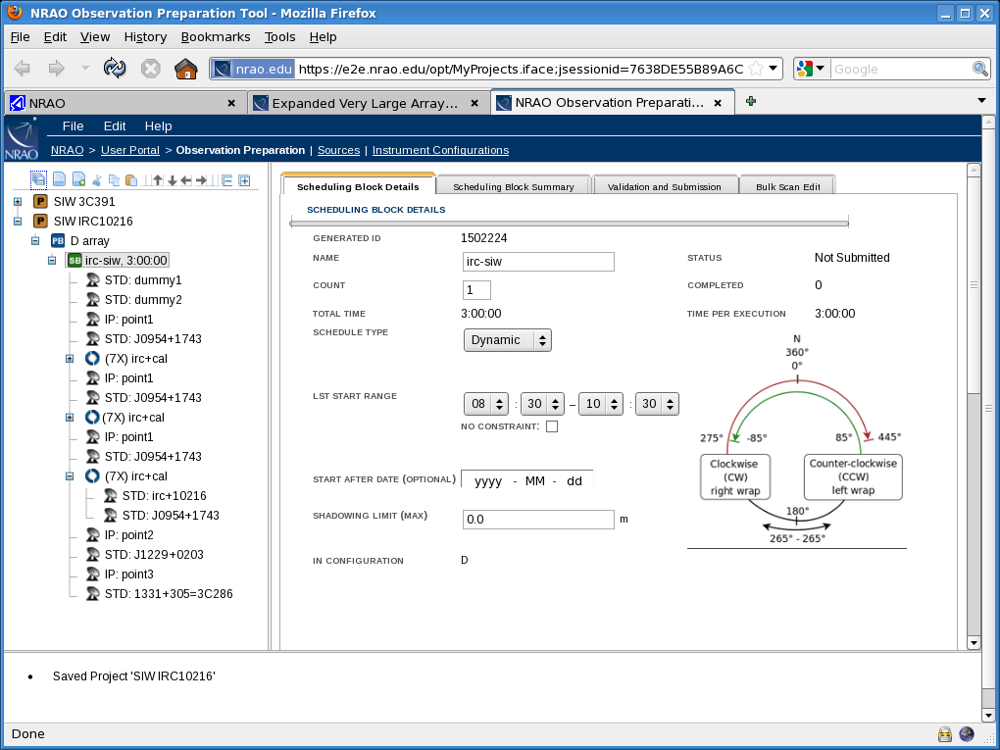 NRAO Observation Preparation Tool - Mozilla Firefox
File Edit View History Bookmarks Tools Help
nrao.edu https://e2e.nrao.edu/opt/MyProjects.iface;jsessionid=7638DE55B89A6C Google
NRAO Expanded Very Large Array... NRAO Observation Preparati...
NRAO File Edit Help
NRAO > User Portal > Observation Preparation | Sources | Instrument Configurations
SIW 3C391
SIW IRC10216
D array
irc-siw, 3:00:00
STD: dummy1
STD: dummy2
IP: point1
STD: J0954+1743
(7X) irc+cal
IP: point1
STD: J0954+1743
(7X) irc+cal
IP: point1
STD: J0954+1743
(7X) irc+cal
STD: irc+10216
STD: J0954+1743
IP: point2
STD: J1229+0203
IP: point3
STD: 1331+305=3C286
P
P
PB
SB
Scheduling Block Details Scheduling Block Summary Validation and Submission Bulk Scan Edit
SCHEDULING BLOCK DETAILS
GENERATED ID 1502224
NAME irc-siw STATUS Not Submitted
COUNT 1 COMPLETED 0
TOTAL TIME 3:00:00 TIME PER EXECUTION 3:00:00
SCHEDULE TYPE Dynamic
LST START RANGE 08 : 30 – 10 : 30
NO CONSTRAINT:
START AFTER DATE (OPTIONAL) yyyy - MM - dd
SHADOWING LIMIT (MAX) 0.0 m
IN CONFIGURATION D
N
360°
0°
275° -85° 85° 445°
Clockwise
(CW)
right wrap
Counter-clockwise
(CCW)
left wrap
180°
265° - 265°
• Saved Project 'SIW IRC10216'
Done